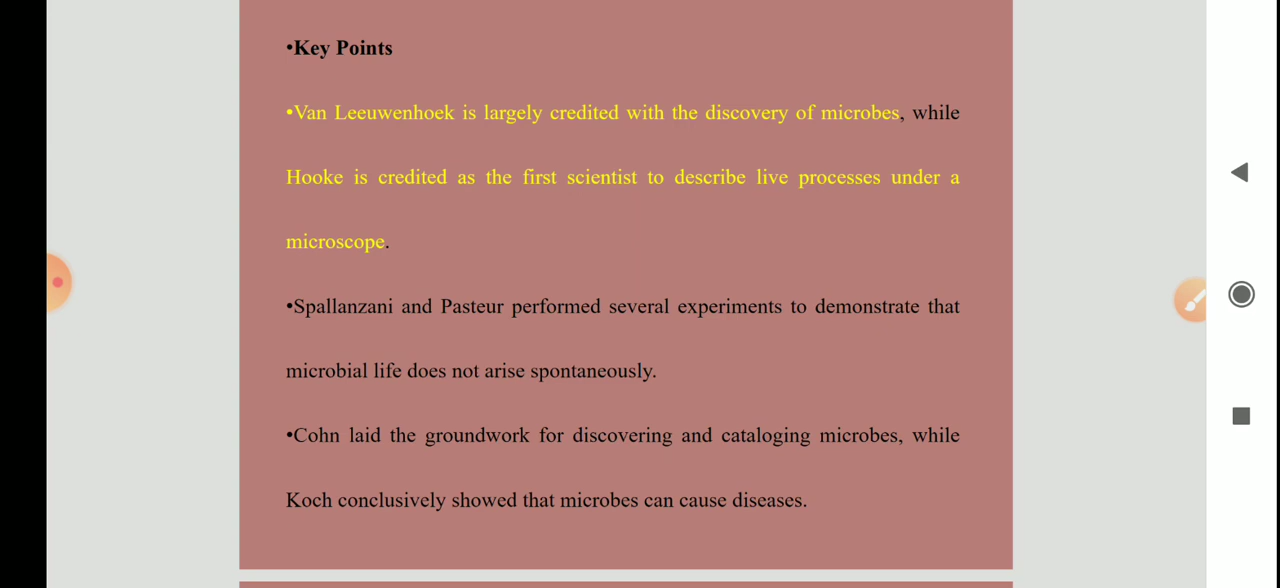 •Key Points
•Van Leeuwenhoek is largely credited with the discovery of microbes, while
Hooke is credited as the first scientist to describe live processes under a
microscope.
•Spallanzani and Pasteur performed several experiments to demonstrate that
microbial life does not arise spontaneously.
•Cohn laid the groundwork for discovering and cataloging microbes, while
Koch conclusively showed that microbes can cause diseases.